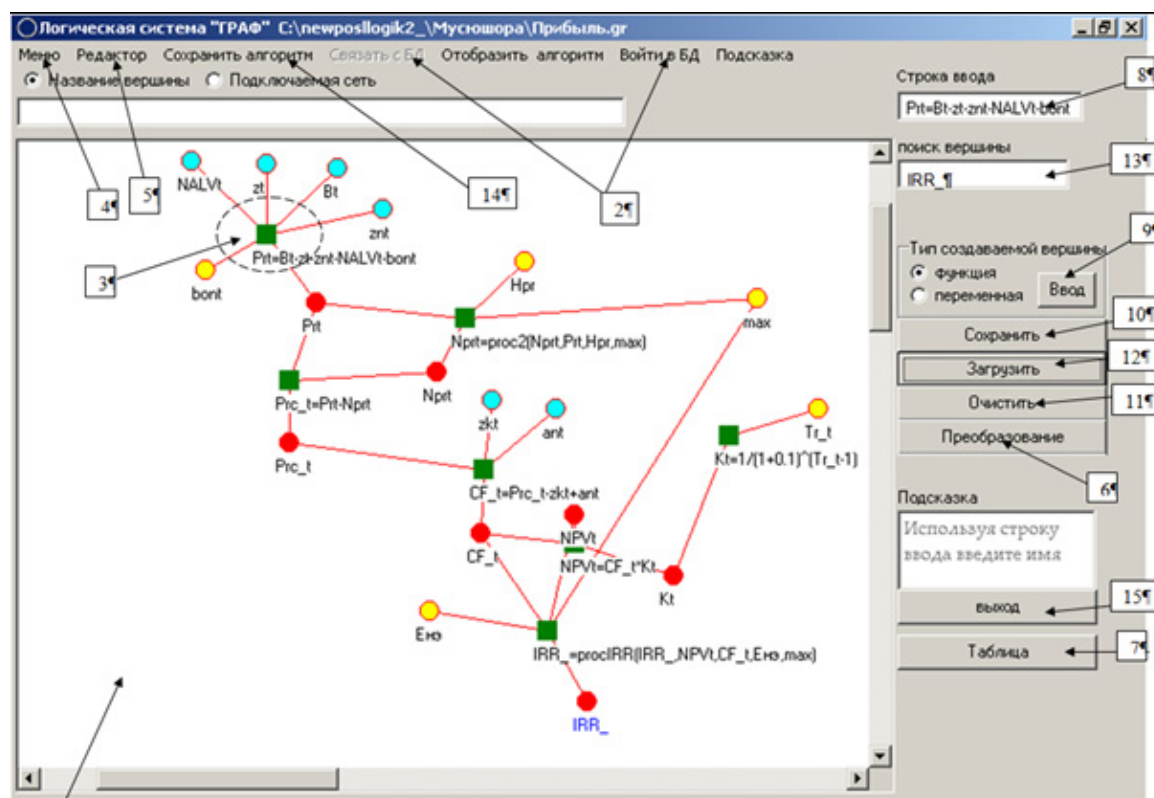 Логическая система "ГРАФ" C:\newposllogik2_\Мусюшора\Прибыль.gr
Меню Редактор Сохранить алгоритм Связать с БД Отобразить алгоритм Войти в БД Подсказка
Название вершины Подключаемая сеть
Строка ввода
8¶
Prt=Bt-zt-znt-NALVt-bont
поиск вершины
13¶
IRR_¶
NALVt
zt
Bt
4¶
5¶
14¶
2¶
znt
9¶
Тип создаваемой вершины
функция
переменная
Ввод
Prt=Bt-zt-znt-NALVt-bont
3¶
bont
Hpr
Prt
max
10¶
Сохранить
Nprt=proc2(Nprt,Prt,Hpr,max)
12¶
Загрузить
Nprt
Prc_t=Prt-Nprt
Очистить
11¶
zkt
ant
Tr_t
Преобразование
Prc_t
Kt=1/(1+0.1)^(Tr_t-1)
6¶
CF_t=Prc_t-zkt+ant
Подсказка
Используя строку
ввода введите имя
NPVt
CF_t
NPVt=CF_t*Kt
Kt
выход
15¶
Eнэ
IRR_=procIRR(IRR_,NPVt,CF_t,Eнэ,max)
Таблица
7¶
IRR_